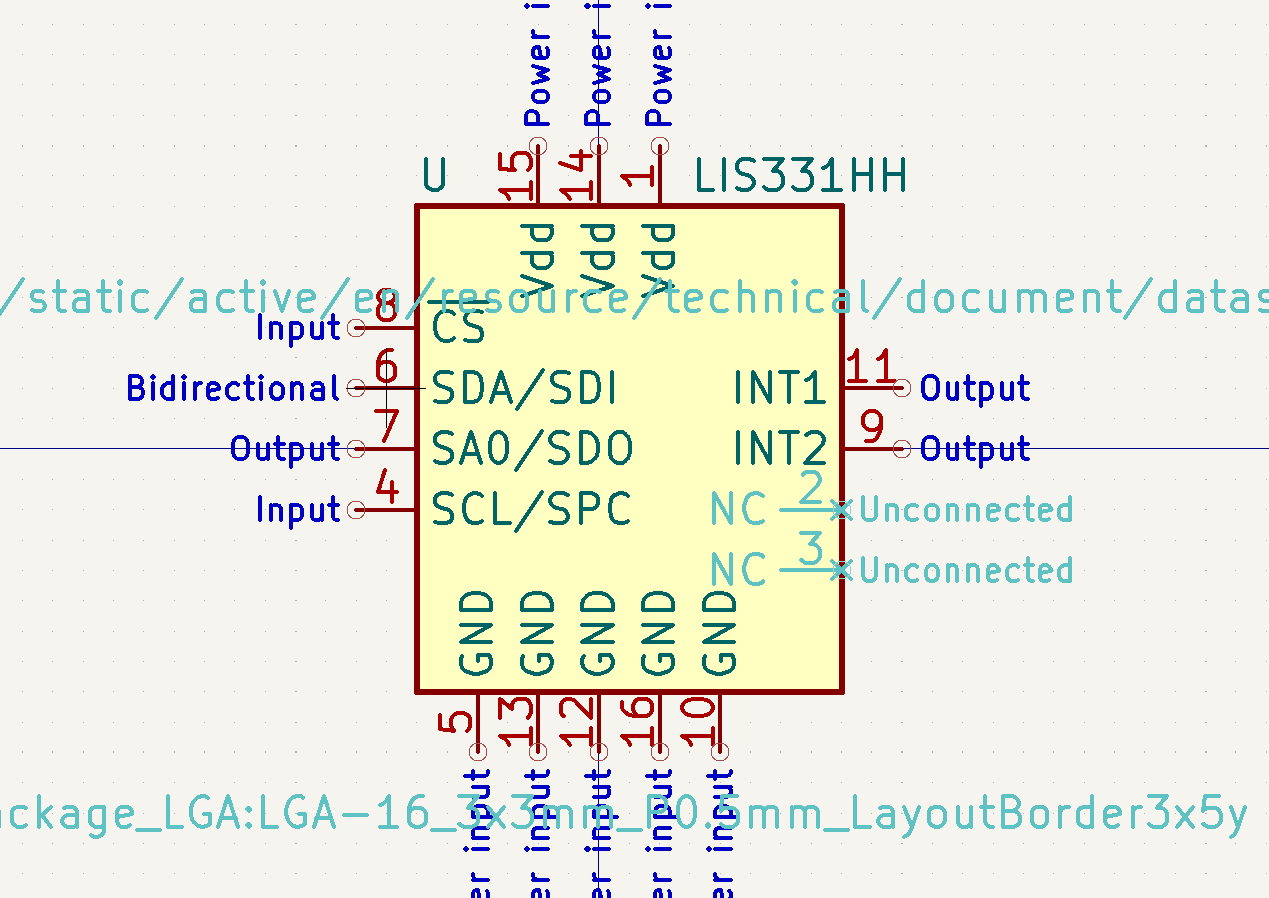 Power i
Power i
Power i
U
15
14
1
LIS331HH
Vdd
Vdd
Vdd
/static/active/en/resource/technical/document/datas
Input
8
CS
Bidirectional
6
SDA/SDI
INT1
11
Output
Output
7
SA0/SDO
INT2
9
Output
Input
4
SCL/SPC
NC
2
Unconnected
NC
3
Unconnected
GND
GND
GND
GND
GND
5
13
12
16
10
ackage_LGA:LGA-16_3x3mm_P0.5mm_LayoutBorder3x5y
er input
er input
er input
er input
er input